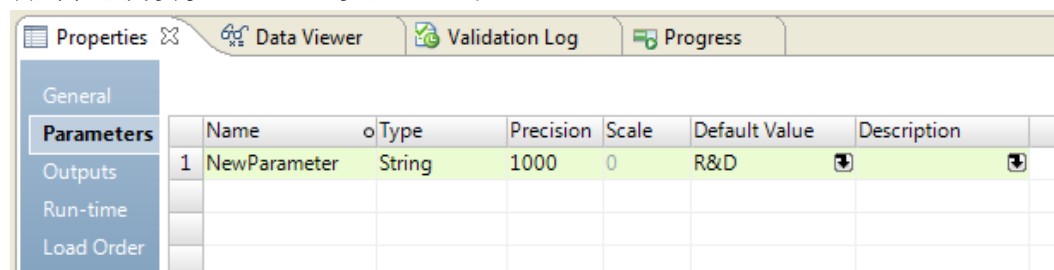 Properties Data Viewer Validation Log Progress
General
Parameters
Outputs
Run-time
Load Order
Name Type Precision Scale Default Value Description
1 NewParameter String 1000 0 R&D